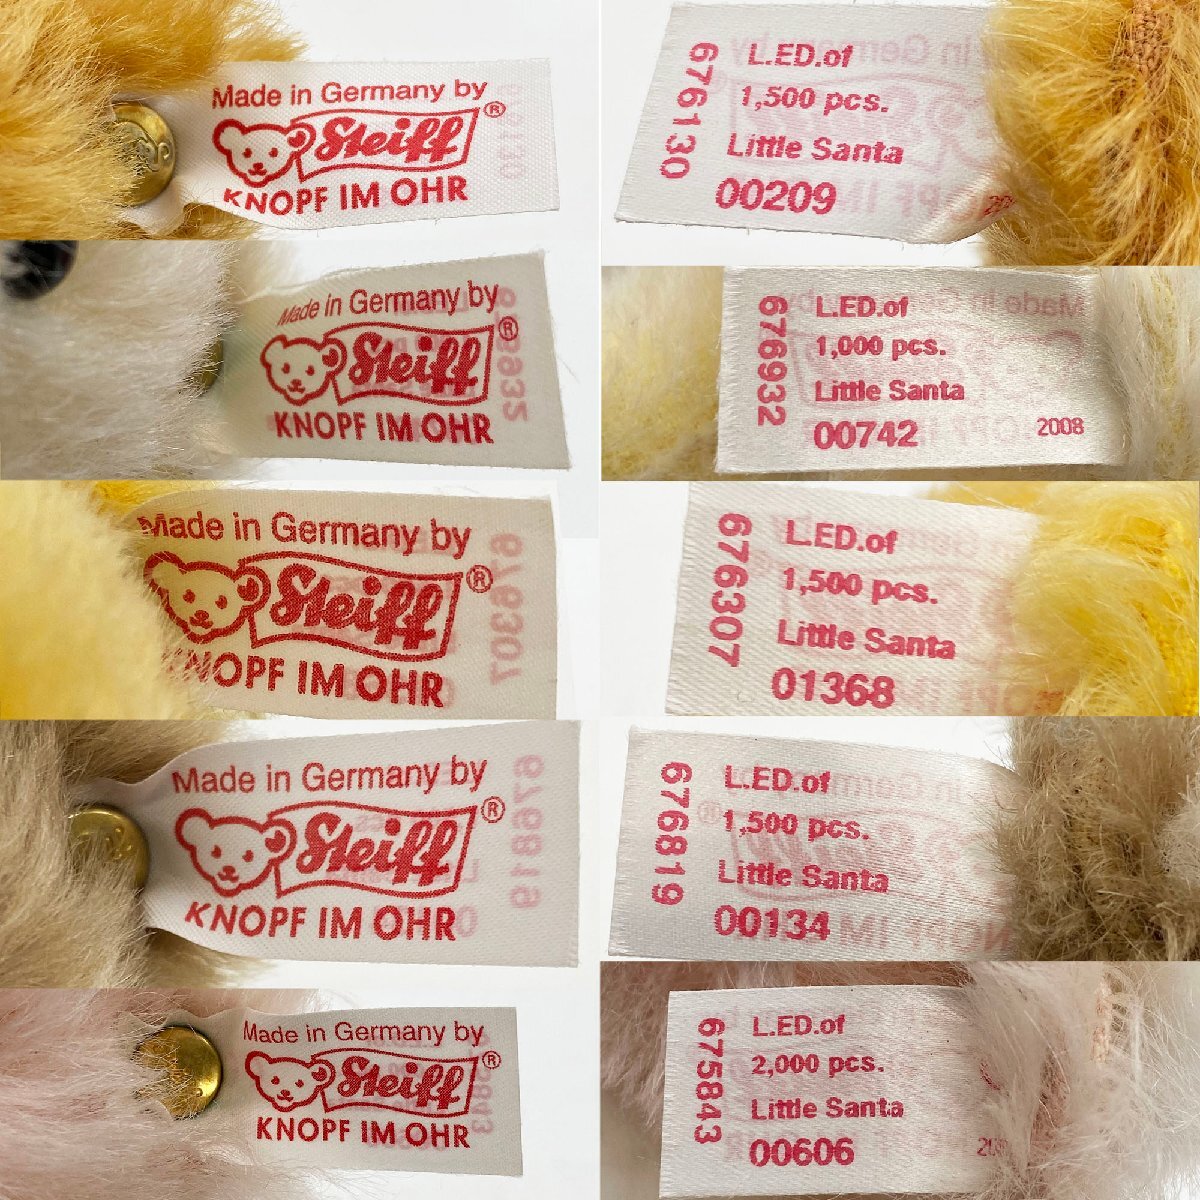 Made in Germany by
Steiff ®
KNOPF IM OHR
676130
L.ED.of
1,500 pcs.
Little Santa
00209
Made in Germany by
Steiff ®
KNOPF IM OHR
676932
L.ED.of
1,000 pcs.
Little Santa
00742
2008
Made in Germany by
Steiff ®
KNOPF IM OHR
676307
L.ED.of
1,500 pcs.
Little Santa
01368
Made in Germany by
Steiff ®
KNOPF IM OHR
676819
L.ED.of
1,500 pcs.
Little Santa
00134
Made in Germany by
Steiff ®
KNOPF IM OHR
675843
L.ED.of
2,000 pcs.
Little Santa
00606